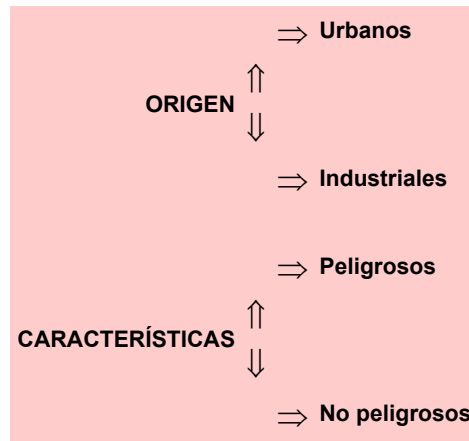 ⇒ Urbanos
⇑
ORIGEN
⇓
⇒ Industriales
⇒ Peligrosos
⇑
CARACTERÍSTICAS
⇓
⇒ No peligrosos